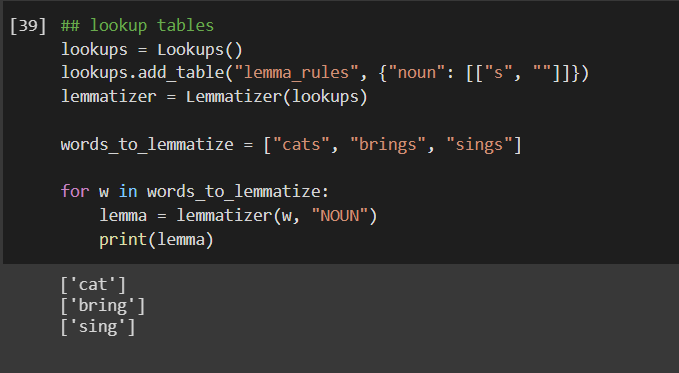 [39] ## lookup tables
lookups = Lookups()
lookups.add_table("lemma_rules", {"noun": [["s", ""]]})
lemmatizer = Lemmatizer(lookups)
words_to_lemmatize = ["cats", "brings", "sings"]
for w in words_to_lemmatize:
    lemma = lemmatizer(w, "NOUN")
    print(lemma)
['cat']
['bring']
['sing']